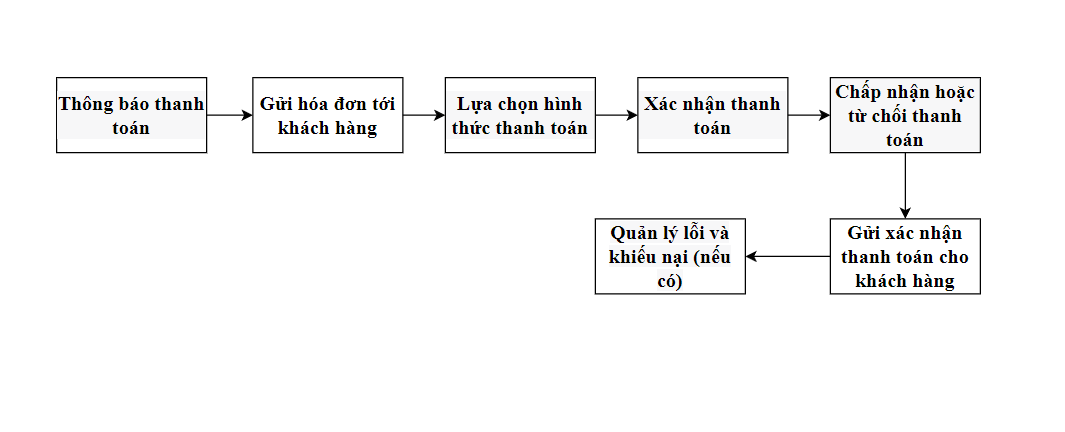 Thông báo thanh
toán
Gửi hóa đơn tới
khách hàng
Lựa chọn hình
thức thanh toán
Xác nhận thanh
toán
Chấp nhận hoặc
từ chối thanh
toán
Gửi xác nhận
thanh toán cho
khách hàng
Quản lý lỗi và
khiếu nại (nếu
có)